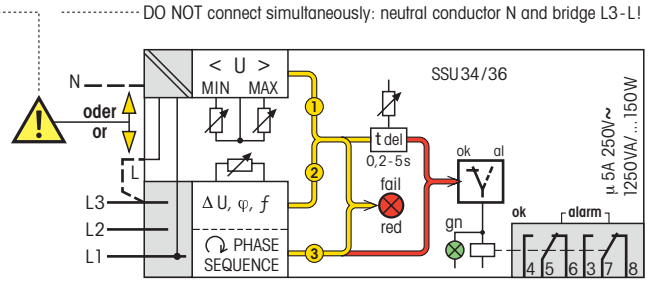 DO NOT connect simultaneously: neutral conductor N and bridge L3-L!
N
< U >
MIN MAX
SSU34/36
oder
or
1
t del
0,2-5s
ok al
µ 5A 250V~
1250VA/...150W
L
2
fail
L3
Δ U, φ, ƒ
red
L2
gn
ok alarm
L1
PHASE
SEQUENCE
3
4 5 6 3 7 8
!